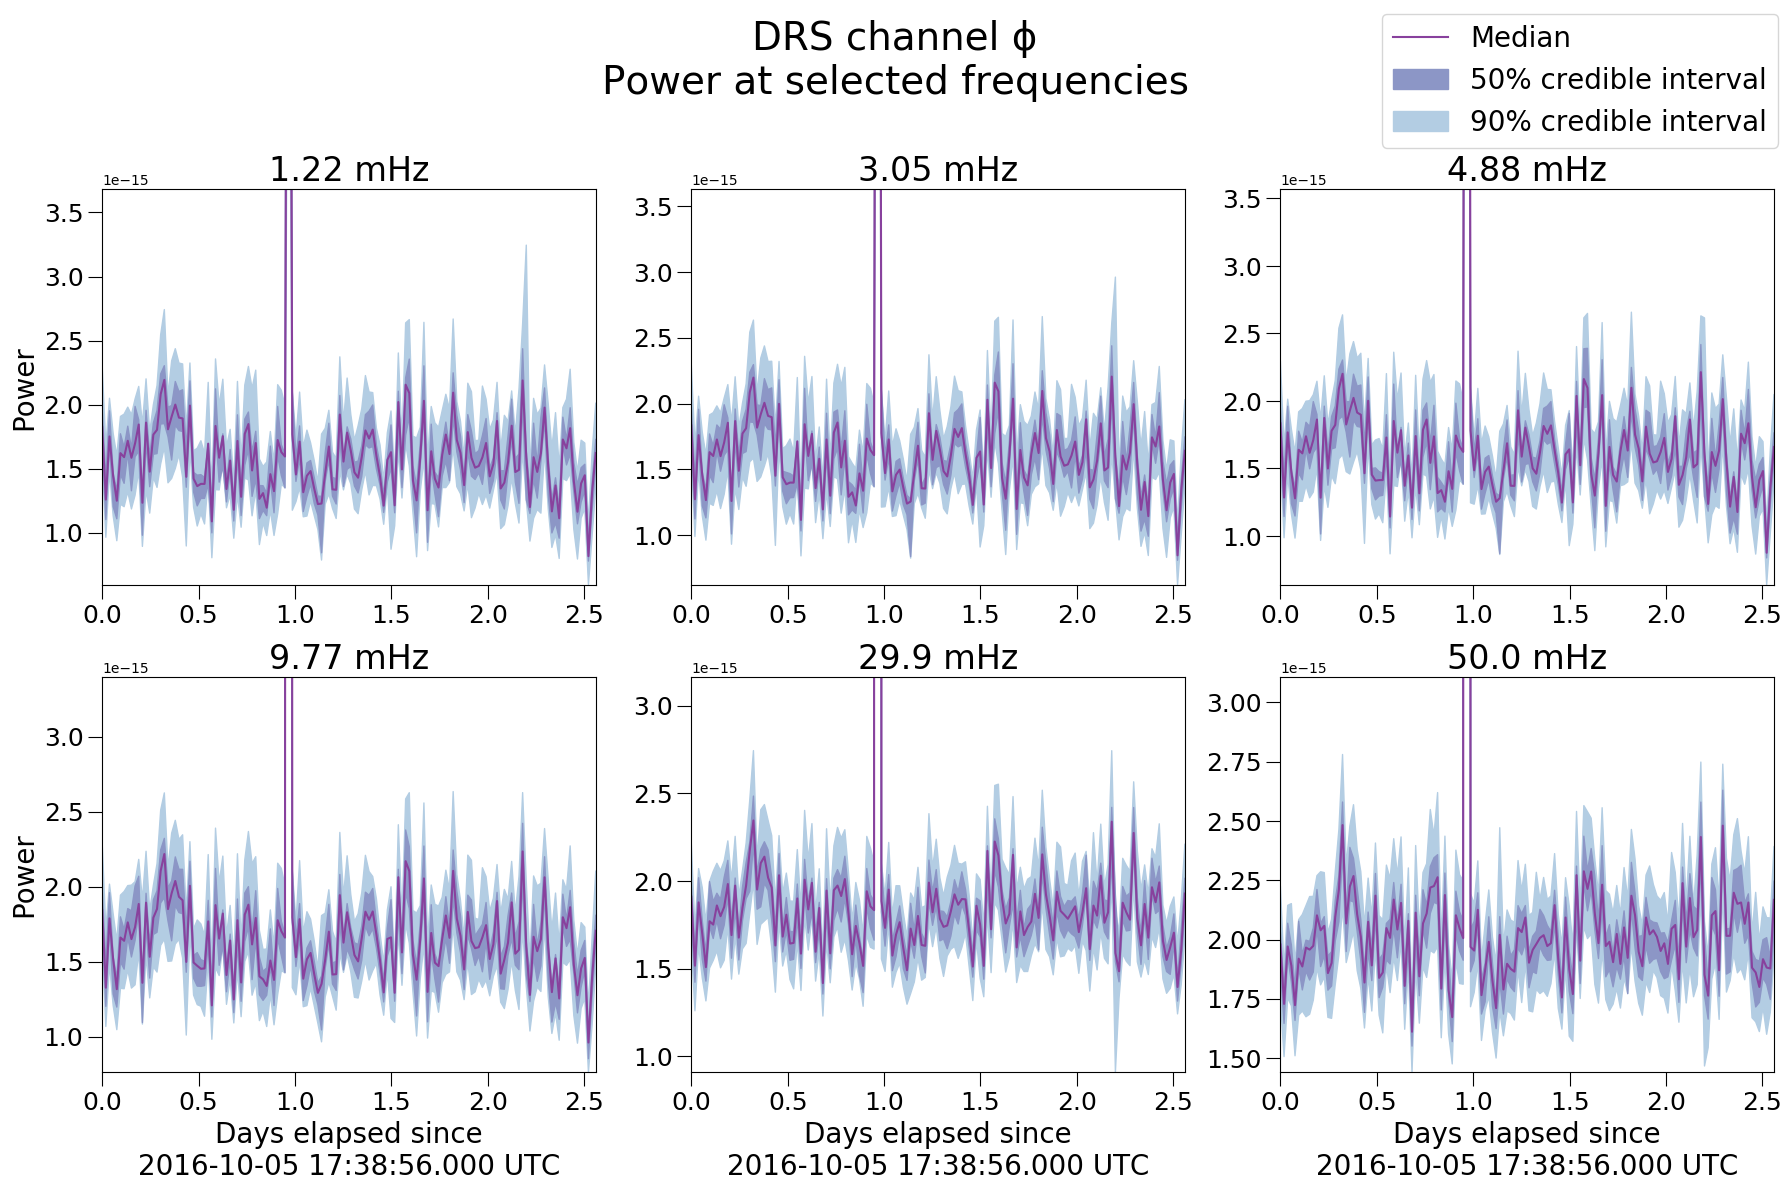 DRS channel ϕ
Power at selected frequencies
Median
50% credible interval
90% credible interval
1.22 mHz
1e−15
3.5
3.0
2.5
2.0
1.5
1.0
Power
0.0 0.5 1.0 1.5 2.0 2.5
3.05 mHz
1e−15
3.5
3.0
2.5
2.0
1.5
1.0
0.0 0.5 1.0 1.5 2.0 2.5
4.88 mHz
1e−15
3.5
3.0
2.5
2.0
1.5
1.0
0.0 0.5 1.0 1.5 2.0 2.5
9.77 mHz
1e−15
3.0
2.5
2.0
1.5
1.0
Power
0.0 0.5 1.0 1.5 2.0 2.5
Days elapsed since
2016-10-05 17:38:56.000 UTC
29.9 mHz
1e−15
3.0
2.5
2.0
1.5
1.0
0.0 0.5 1.0 1.5 2.0 2.5
Days elapsed since
2016-10-05 17:38:56.000 UTC
50.0 mHz
1e−15
3.00
2.75
2.50
2.25
2.00
1.75
1.50
0.0 0.5 1.0 1.5 2.0 2.5
Days elapsed since
2016-10-05 17:38:56.000 UTC